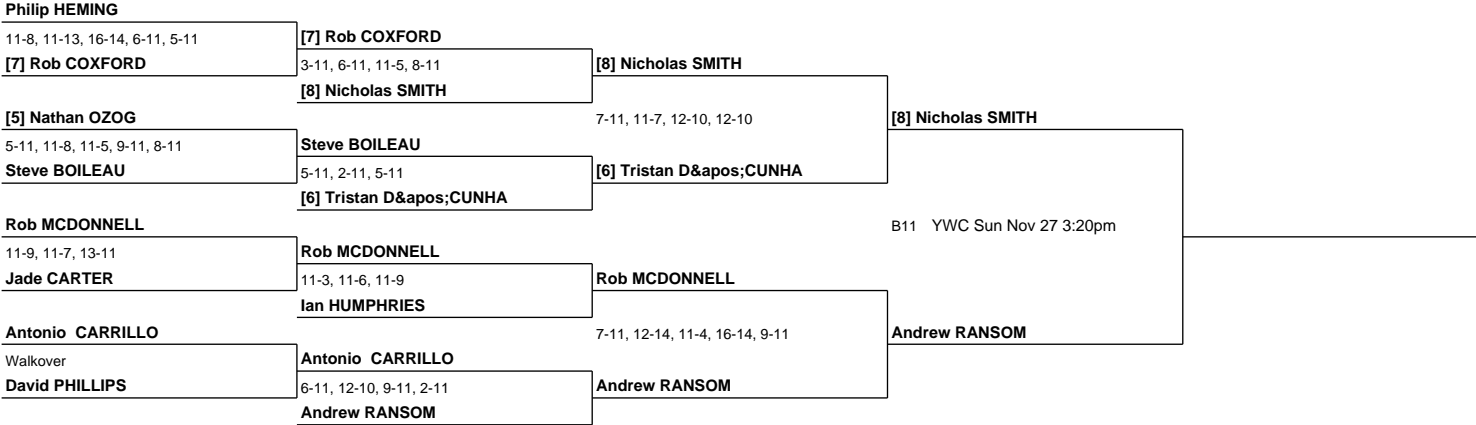 Philip HEMING
11-8, 11-13, 16-14, 6-11, 5-11
[7] Rob COXFORD
[7] Rob COXFORD
3-11, 6-11, 11-5, 8-11
[8] Nicholas SMITH
[8] Nicholas SMITH
[5] Nathan OZOG
5-11, 11-8, 11-5, 9-11, 8-11
Steve BOILEAU
Steve BOILEAU
5-11, 2-11, 5-11
[6] Tristan D&apos;CUNHA
7-11, 11-7, 12-10, 12-10
[6] Tristan D&apos;CUNHA
[8] Nicholas SMITH
Rob MCDONNELL
11-9, 11-7, 13-11
Jade CARTER
Rob MCDONNELL
11-3, 11-6, 11-9
Ian HUMPHRIES
Rob MCDONNELL
Antonio  CARRILLO
Walkover
David PHILLIPS
Antonio  CARRILLO
6-11, 12-10, 9-11, 2-11
Andrew RANSOM
7-11, 12-14, 11-4, 16-14, 9-11
Andrew RANSOM
B11 YWC Sun Nov 27 3:20pm
Andrew RANSOM